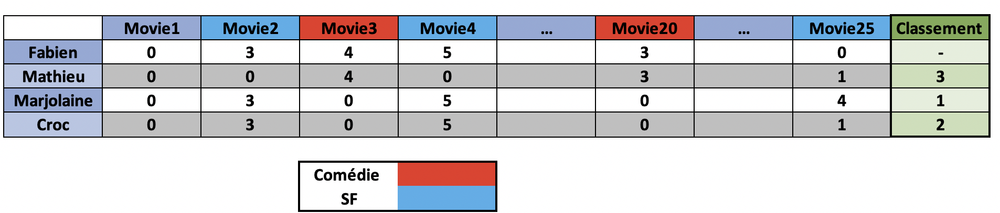 Movie1 Movie2 Movie3 Movie4 ... Movie20 ... Movie25 Classement
Fabien 0 3 4 5 3 0 -
Mathieu 0 0 4 0 3 1 3
Marjolaine 0 3 0 5 0 4 1
Croc 0 3 0 5 0 1 2
Comédie
SF